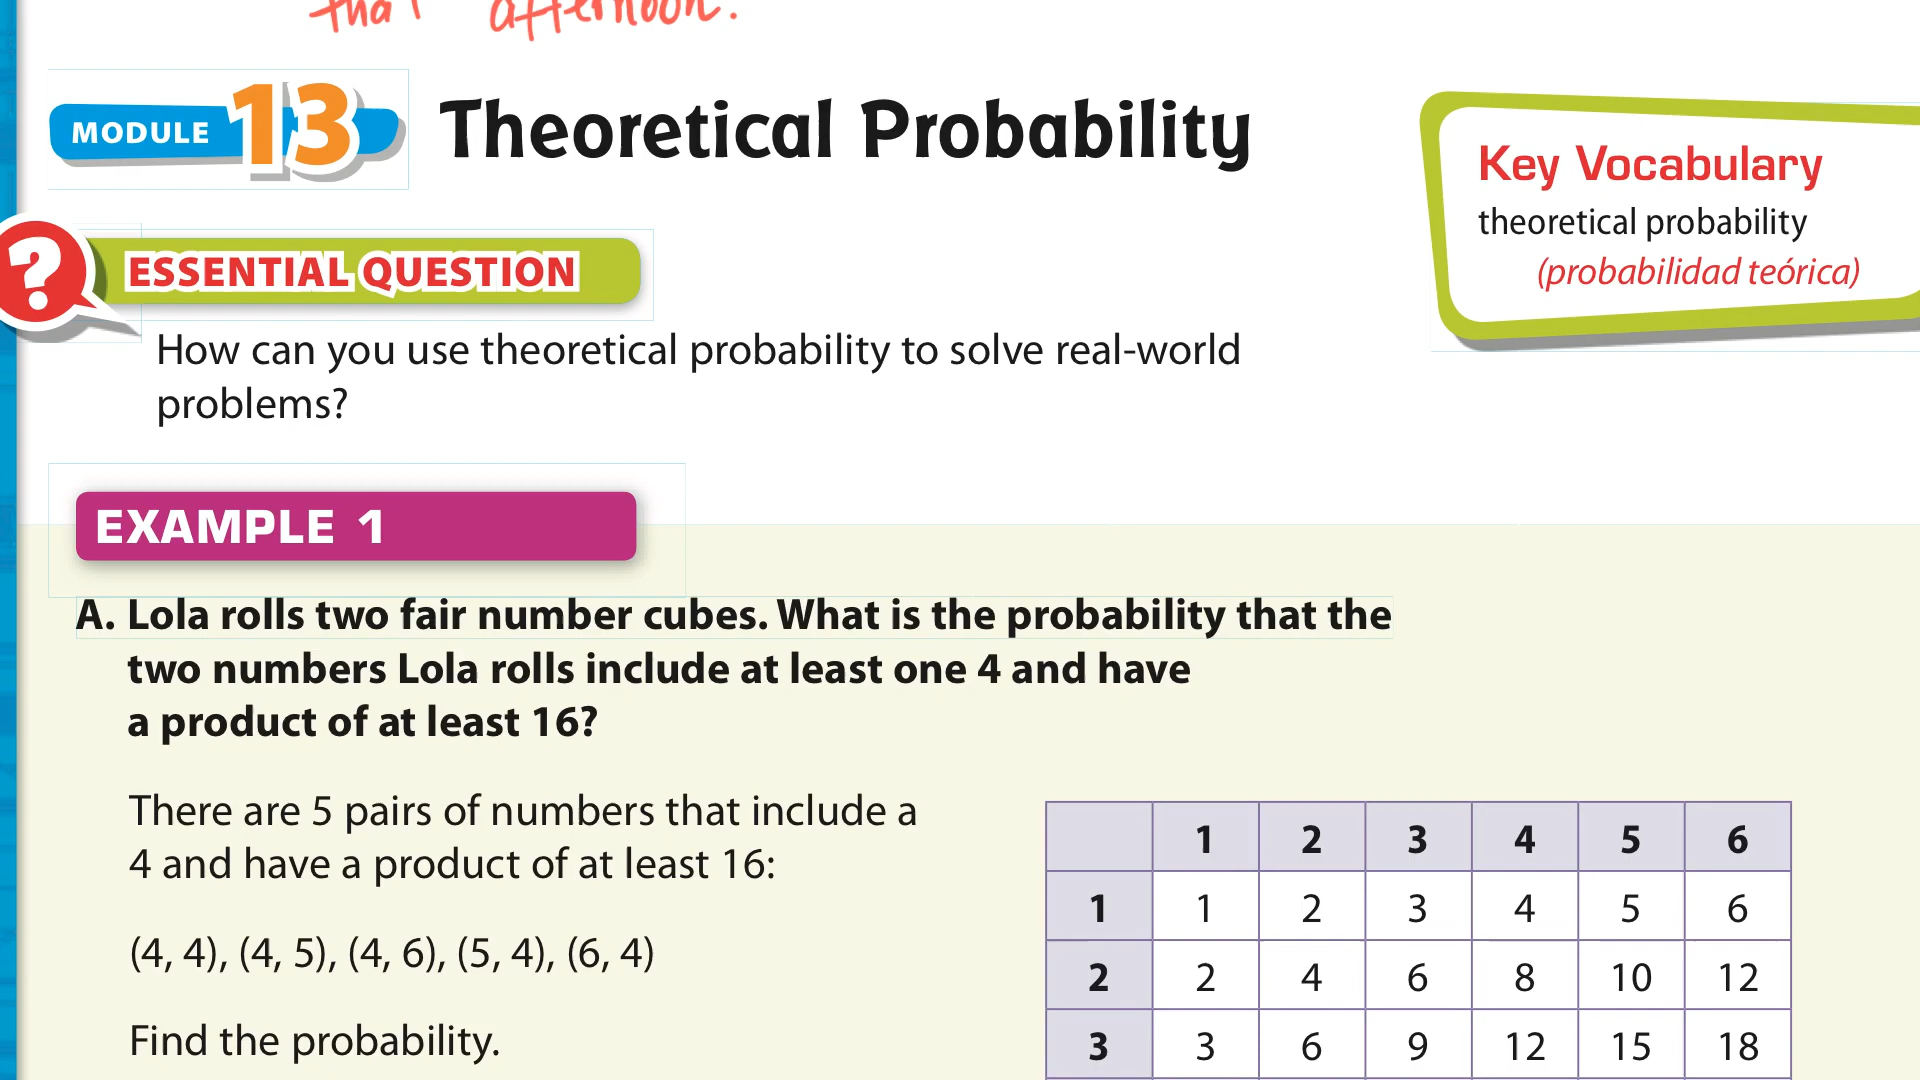 that afternoon.
MODULE 13 Theoretical Probability
Key Vocabulary
theoretical probability
(probabilidad teórica)
? ESSENTIAL QUESTION
How can you use theoretical probability to solve real-world
problems?
EXAMPLE 1
A. Lola rolls two fair number cubes. What is the probability that the
two numbers Lola rolls include at least one 4 and have
a product of at least 16?
There are 5 pairs of numbers that include a
4 and have a product of at least 16:
(4, 4), (4, 5), (4, 6), (5, 4), (6, 4)
Find the probability.
1 2 3 4 5 6
1 1 2 3 4 5 6
2 2 4 6 8 10 12
3 3 6 9 12 15 18